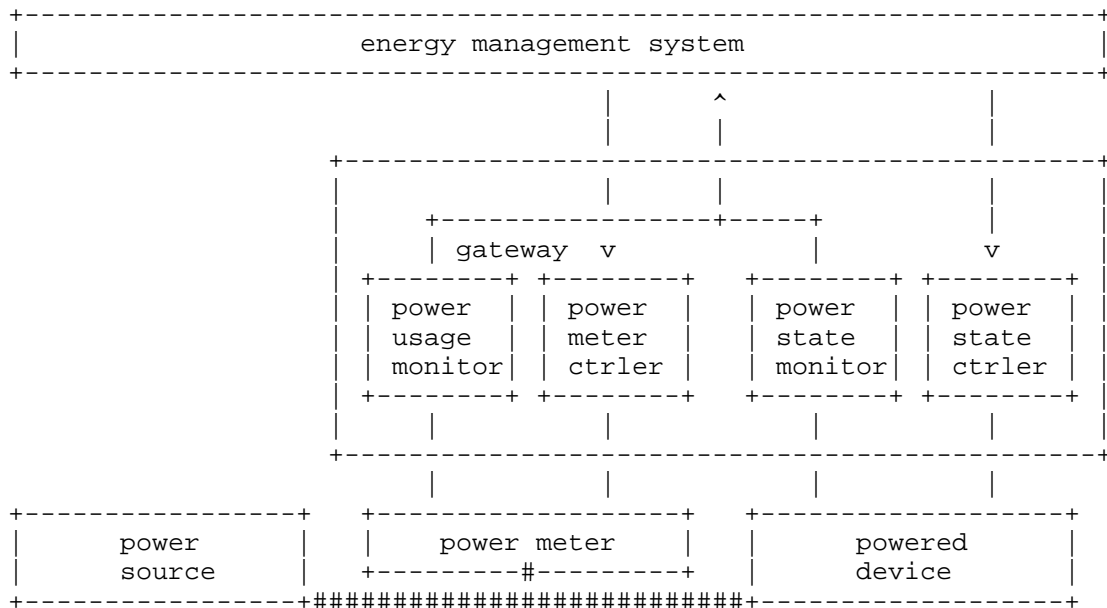 energy management system
gateway
power power power power
usage meter state state
monitor ctrler monitor ctrler
power power meter powered
source device